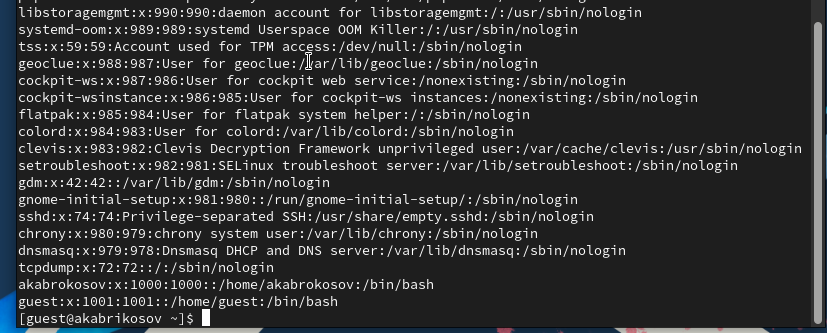 libstoragemgmt:x:990:990:daemon account for libstoragemgmt:/:/usr/sbin/nologin
systemd-oom:x:989:989:systemd Userspace OOM Killer:/:/usr/sbin/nologin
tss:x:59:59:Account used for TPM access:/dev/null:/sbin/nologin
geoclue:x:988:987:User for geoclue:/var/lib/geoclue:/sbin/nologin
cockpit-ws:x:987:986:User for cockpit web service:/nonexisting:/sbin/nologin
cockpit-wsinstance:x:986:985:User for cockpit-ws instances:/nonexisting:/sbin/nologin
flatpak:x:985:984:User for flatpak system helper:/:/sbin/nologin
colord:x:984:983:User for colord:/var/lib/colord:/sbin/nologin
clevis:x:983:982:Clevis Decryption Framework unprivileged user:/var/cache/clevis:/usr/sbin/nologin
setroubleshoot:x:982:981:SELinux troubleshoot server:/var/lib/setroubleshoot:/sbin/nologin
gdm:x:42:42::/var/lib/gdm:/sbin/nologin
gnome-initial-setup:x:981:980::/run/gnome-initial-setup/:/sbin/nologin
sshd:x:74:74:Privilege-separated SSH:/usr/share/empty.sshd:/sbin/nologin
chrony:x:980:979:chrony system user:/var/lib/chrony:/sbin/nologin
dnsmasq:x:979:978:Dnsmasq DHCP and DNS server:/var/lib/dnsmasq:/sbin/nologin
tcpdump:x:72:72::/:/sbin/nologin
akabrokosov:x:1000:1000::/home/akabrokosov:/bin/bash
guest:x:1001:1001::/home/guest:/bin/bash
[guest@akabrikosov ~]$